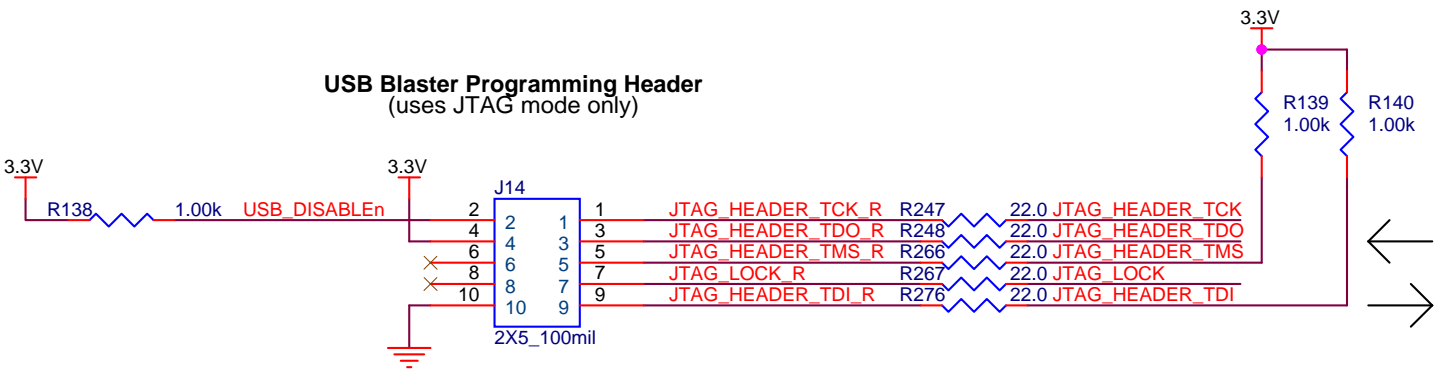 3.3V
USB Blaster Programming Header
(uses JTAG mode only)
R139
1.00k
R140
1.00k
3.3V
3.3V
J14
R138 1.00k USB_DISABLEn 2 2 1 1 JTAG_HEADER_TCK_R R247 22.0 JTAG_HEADER_TCK
4 4 3 3 JTAG_HEADER_TDO_R R248 22.0 JTAG_HEADER_TDO
6 6 5 5 JTAG_HEADER_TMS_R R266 22.0 JTAG_HEADER_TMS
8 8 7 7 JTAG_LOCK_R R267 22.0 JTAG_LOCK
10 10 9 9 JTAG_HEADER_TDI_R R276 22.0 JTAG_HEADER_TDI
2X5_100mil